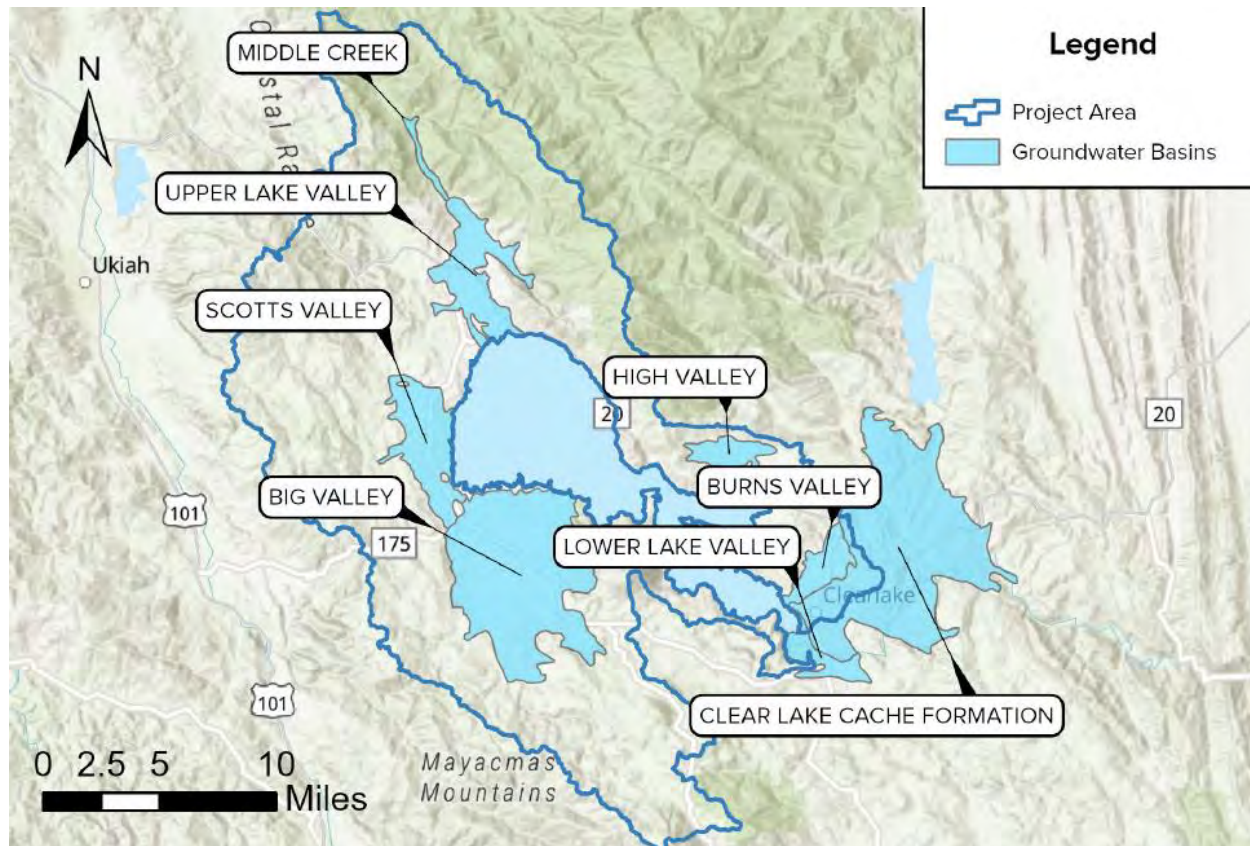 Legend
Project Area
Groundwater Basins
N
Coastal Range
MIDDLE CREEK
UPPER LAKE VALLEY
Ukiah
SCOTTS VALLEY
HIGH VALLEY
20
20
BIG VALLEY
BURNS VALLEY
101
175
LOWER LAKE VALLEY
Clearlake
101
CLEAR LAKE CACHE FORMATION
Mayacmas
Mountains
0 2.5 5 10
Miles